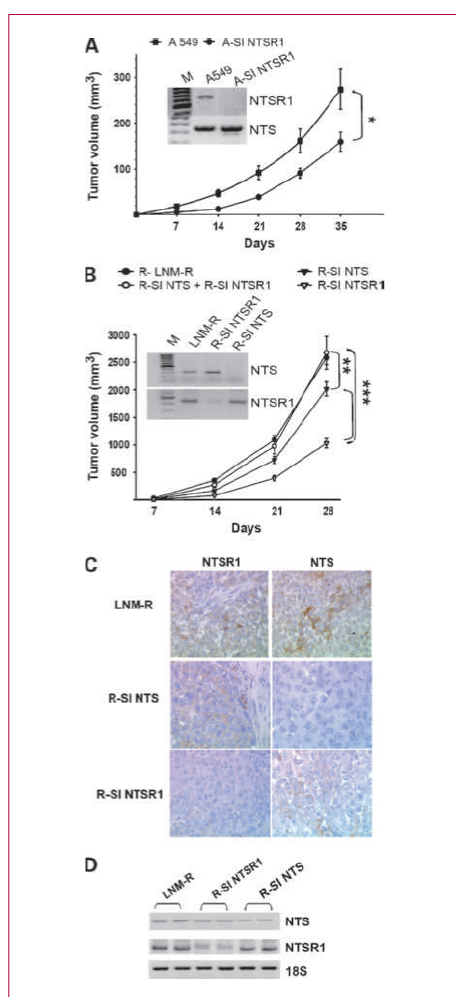 A
A 549 A-SI NTSR1
Tumor volume (mm3)
300
200
100
M A549 A-SI NTSR1
NTSR1
NTS
*
7 14 21 28 35
Days
B
R- LNM-R R-SI NTS
R-SI NTS + R-SI NTSR1 R-SI NTSR1
Tumor volume (mm3)
3000
2500
2000
1500
1000
500
M LNM-R R-SI NTSR1 R-SI NTS
NTS
NTSR1
**
***
7 14 21 28
Days
C
NTSR1 NTS
LNM-R
R-SI NTS
R-SI NTSR1
D
LNM-R R-SI NTSR1 R-SI NTS
NTS
NTSR1
18S